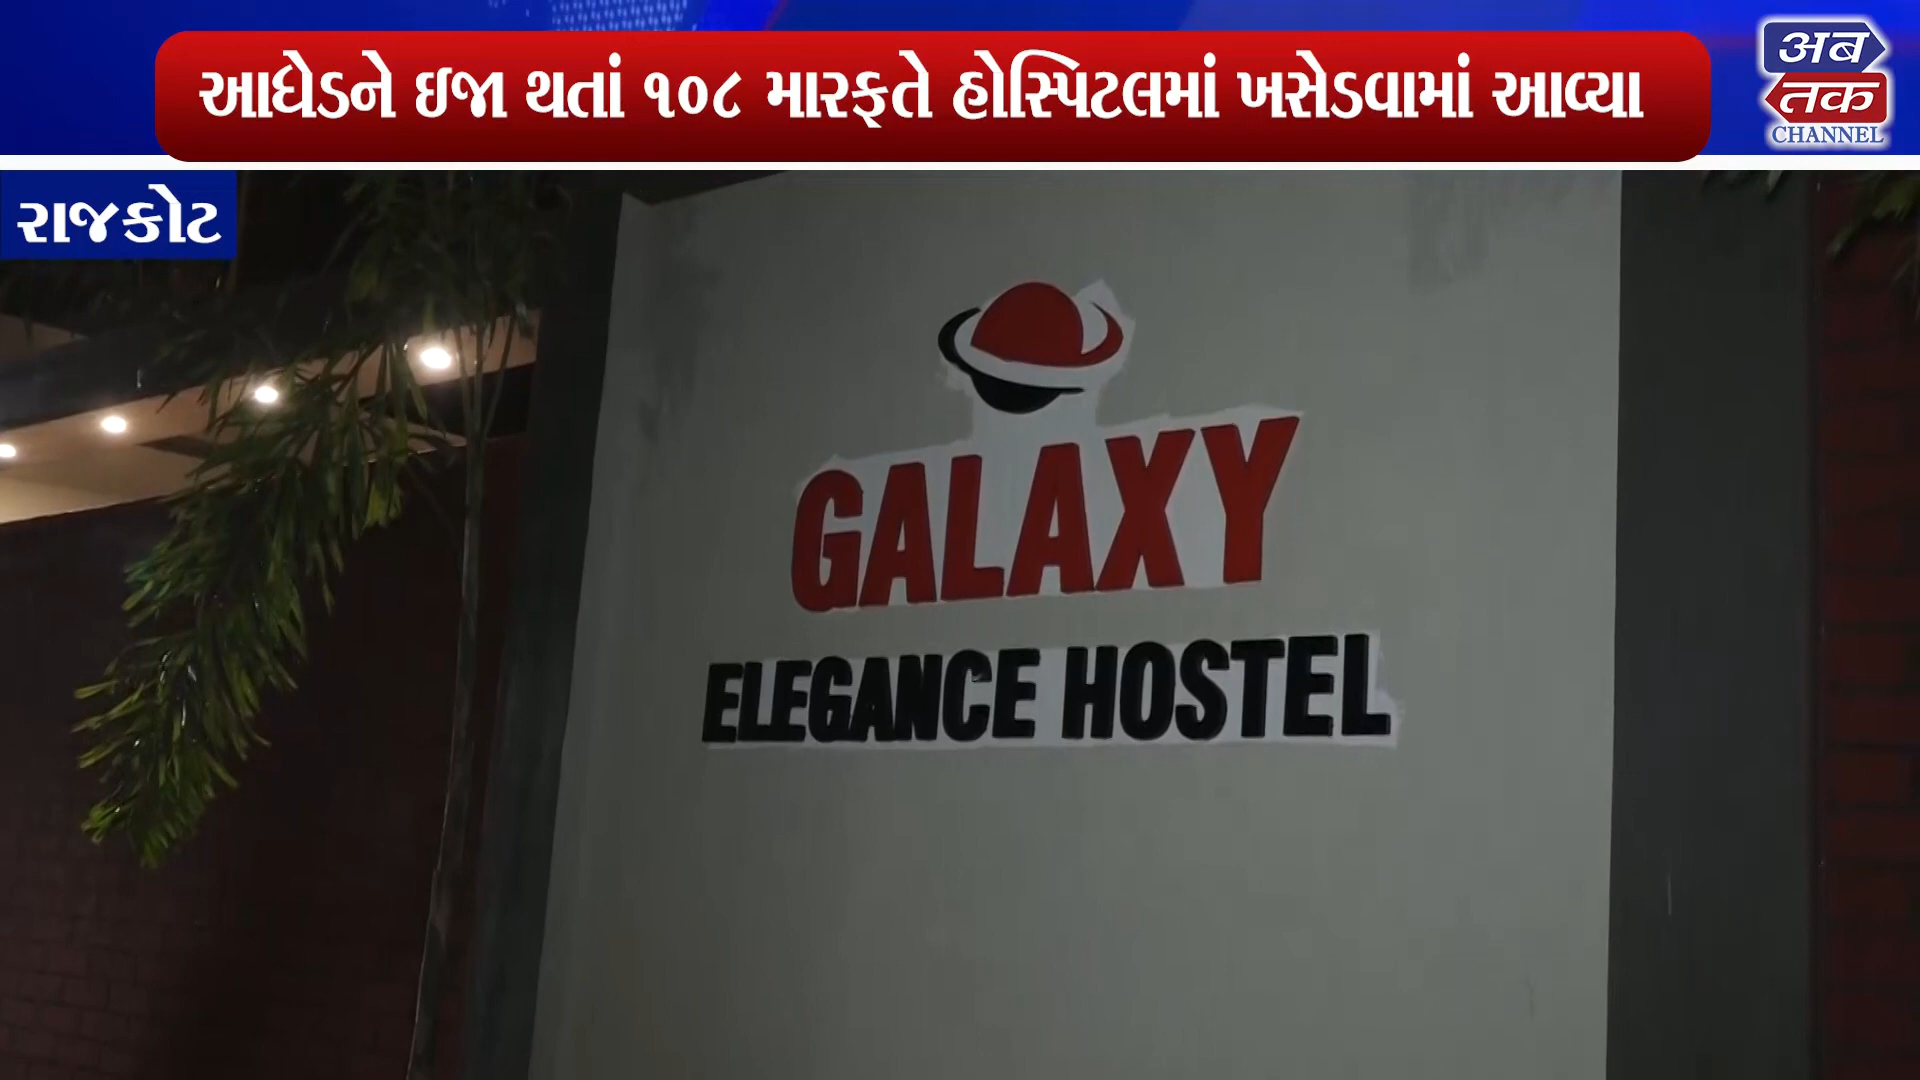 આધેડને ઇજા થતાં ૧૦૮ મારફતે હોસ્પિટલમાં ખસેડવામાં આવ્યા
अब
तक
CHANNEL
રાજકોટ
GALAXY
ELEGANCE HOSTEL